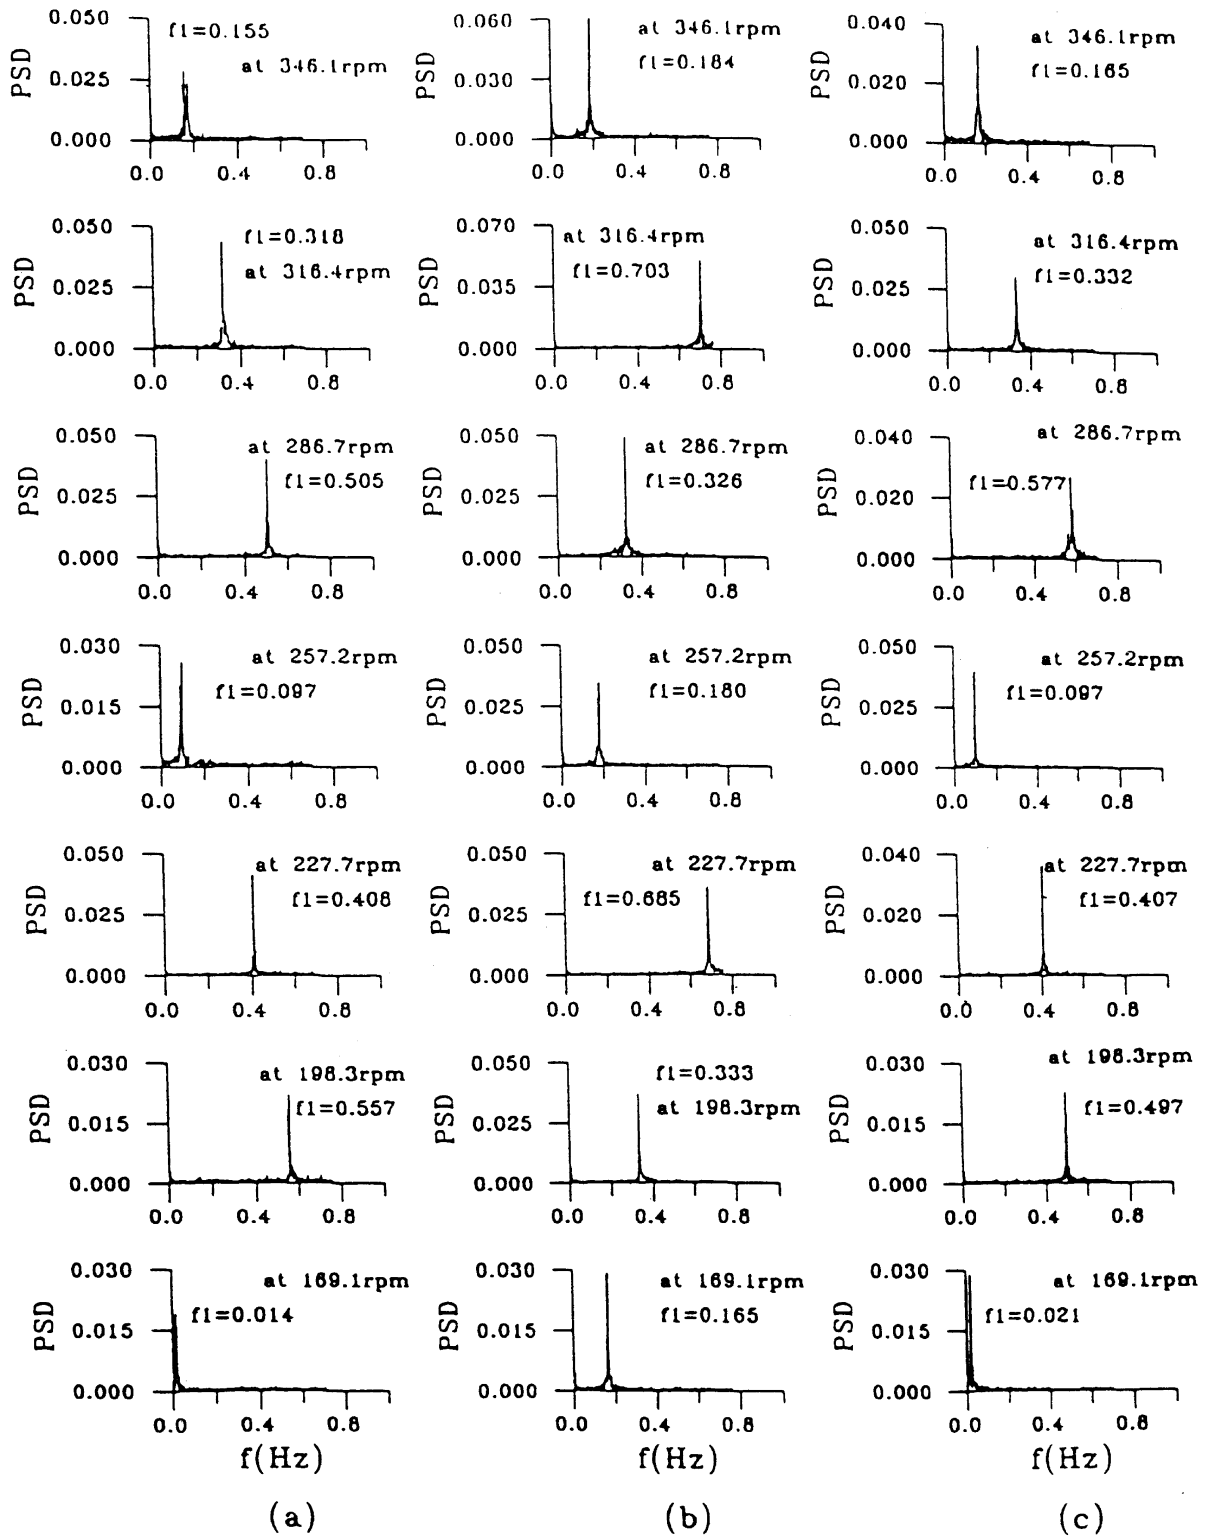 0.050
0.025
0.000
PSD
f1=0.155
at 346.1rpm
0.0 0.4 0.8
0.060
0.030
0.000
PSD
at 346.1rpm
f1=0.184
0.0 0.4 0.8
0.040
0.020
0.000
PSD
at 346.1rpm
f1=0.165
0.0 0.4 0.8
0.050
0.025
0.000
PSD
f1=0.318
at 316.4rpm
0.0 0.4 0.8
0.070
0.035
0.000
PSD
at 316.4rpm
f1=0.703
0.0 0.4 0.8
0.050
0.025
0.000
PSD
at 316.4rpm
f1=0.332
0.0 0.4 0.8
0.050
0.025
0.000
PSD
at 286.7rpm
f1=0.505
0.0 0.4 0.8
0.050
0.025
0.000
PSD
at 286.7rpm
f1=0.326
0.0 0.4 0.8
0.040
0.020
0.000
PSD
at 286.7rpm
f1=0.577
0.0 0.4 0.8
0.030
0.015
0.000
PSD
at 257.2rpm
f1=0.097
0.0 0.4 0.8
0.050
0.025
0.000
PSD
at 257.2rpm
f1=0.180
0.0 0.4 0.8
0.050
0.025
0.000
PSD
at 257.2rpm
f1=0.097
0.0 0.4 0.8
0.050
0.025
0.000
PSD
at 227.7rpm
f1=0.408
0.0 0.4 0.8
0.050
0.025
0.000
PSD
at 227.7rpm
f1=0.685
0.0 0.4 0.8
0.040
0.020
0.000
PSD
at 227.7rpm
f1=0.407
0.0 0.4 0.8
0.030
0.015
0.000
PSD
at 198.3rpm
f1=0.557
0.0 0.4 0.8
0.050
0.025
0.000
PSD
f1=0.333
at 198.3rpm
0.0 0.4 0.8
0.030
0.015
0.000
PSD
at 198.3rpm
f1=0.497
0.0 0.4 0.8
0.030
0.015
0.000
PSD
at 169.1rpm
f1=0.014
0.0 0.4 0.8
f(Hz)
(a)
0.030
0.015
0.000
PSD
at 169.1rpm
f1=0.165
0.0 0.4 0.8
f(Hz)
(b)
0.030
0.015
0.000
PSD
at 169.1rpm
f1=0.021
0.0 0.4 0.8
f(Hz)
(c)